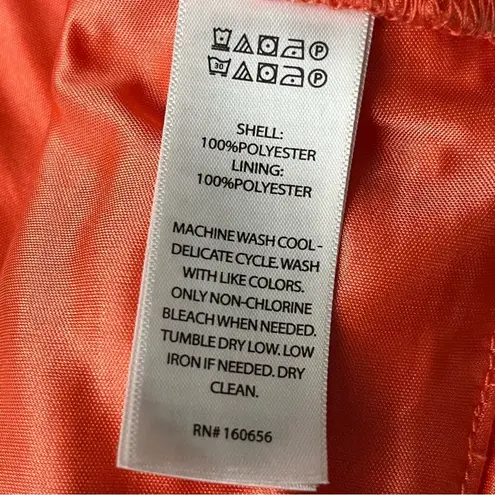 P
30 P
SHELL:
100%POLYESTER
LINING:
100%POLYESTER
MACHINE WASH COOL-
DELICATE CYCLE. WASH
WITH LIKE COLORS.
ONLY NON-CHLORINE
BLEACH WHEN NEEDED.
TUMBLE DRY LOW. LOW
IRON IF NEEDED. DRY
CLEAN.
RN# 160656